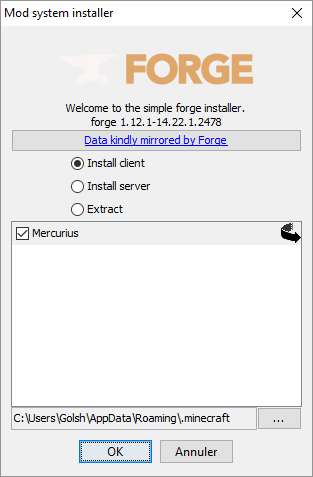 Mod system installer
FORGE
Welcome to the simple forge installer.
forge 1.12.1-14.22.1.2478
Data kindly mirrored by Forge
Install client
Install server
Extract
Mercurius
C:\Users\Golsh\AppData\Roaming\.minecraft
...
OK
Annuler